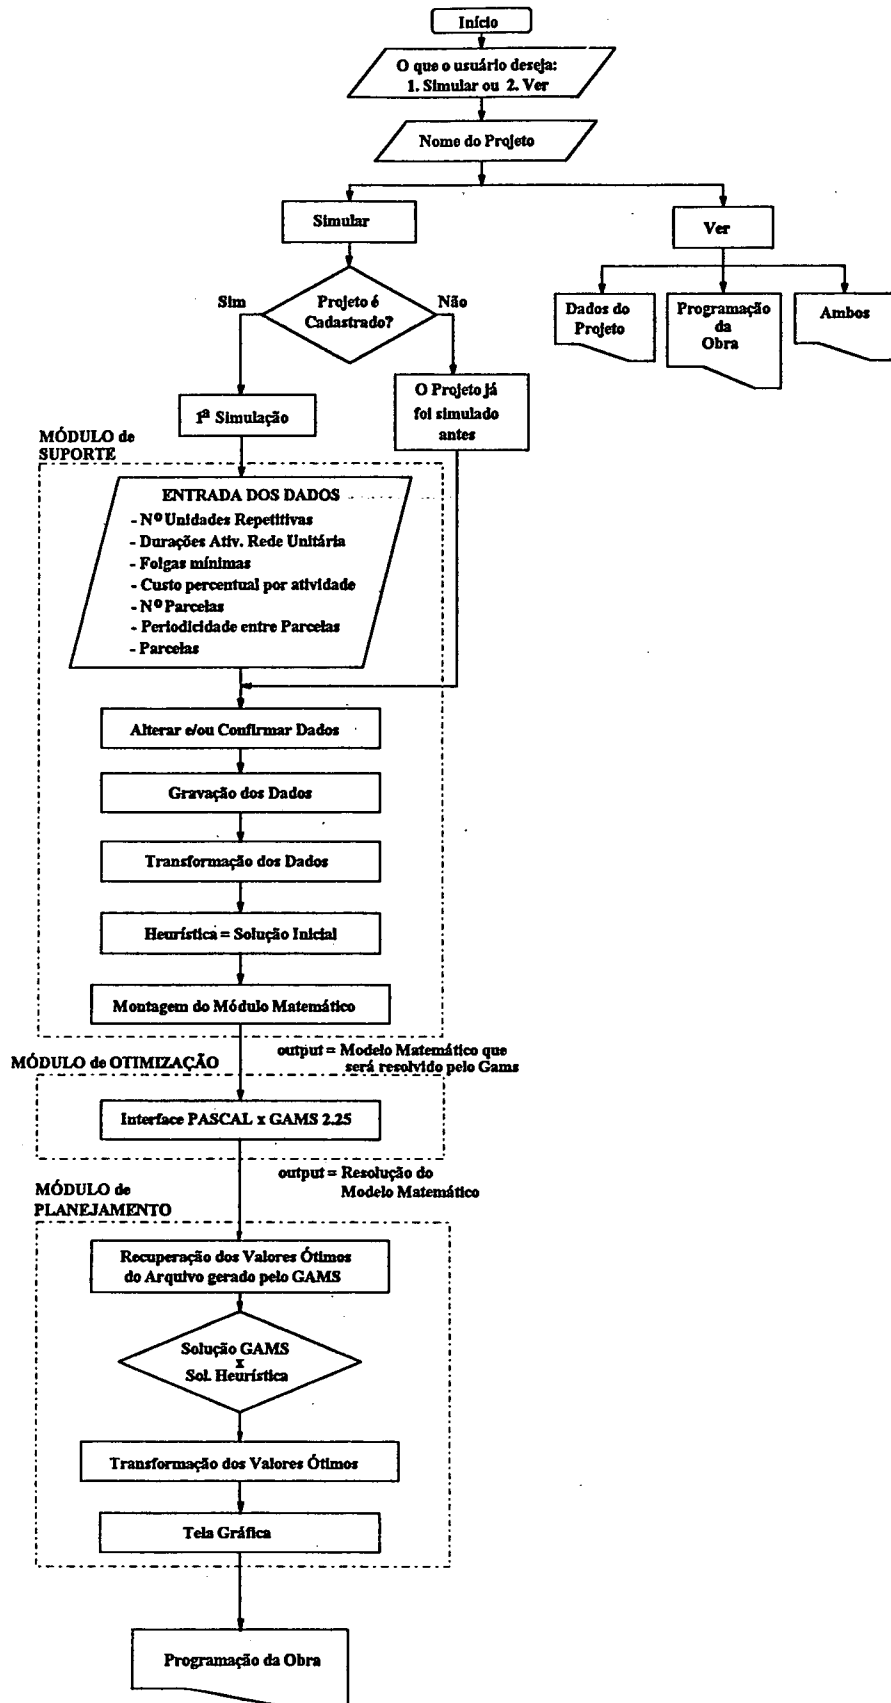 Início
O que o usuário deseja:
1. Simular ou 2. Ver
Nome do Projeto
Simular
Ver
Sim
Projeto é
Cadastrado?
Não
Dados do
Projeto
Programação
da
Obra
Ambos
1ª Simulação
O Projeto já
foi simulado
antes
MÓDULO de
SUPORTE
ENTRADA DOS DADOS
- Nº Unidades Repetitivas
- Durações Ativ. Rede Unitária
- Folgas mínimas
- Custo percentual por atividade
- Nº Parcelas
- Periodicidade entre Parcelas
- Parcelas
Alterar e/ou Confirmar Dados
Gravação dos Dados
Transformação dos Dados
Heurística = Solução Inicial
Montagem do Módulo Matemático
output = Modelo Matemático que
será resolvido pelo Gams
MÓDULO de OTIMIZAÇÃO
Interface PASCAL x GAMS 2.25
output = Resolução do
Modelo Matemático
MÓDULO de
PLANEJAMENTO
Recuperação dos Valores Ótimos
do Arquivo gerado pelo GAMS
Solução GAMS
x
Sol. Heurística
Transformação dos Valores Ótimos
Tela Gráfica
Programação da Obra